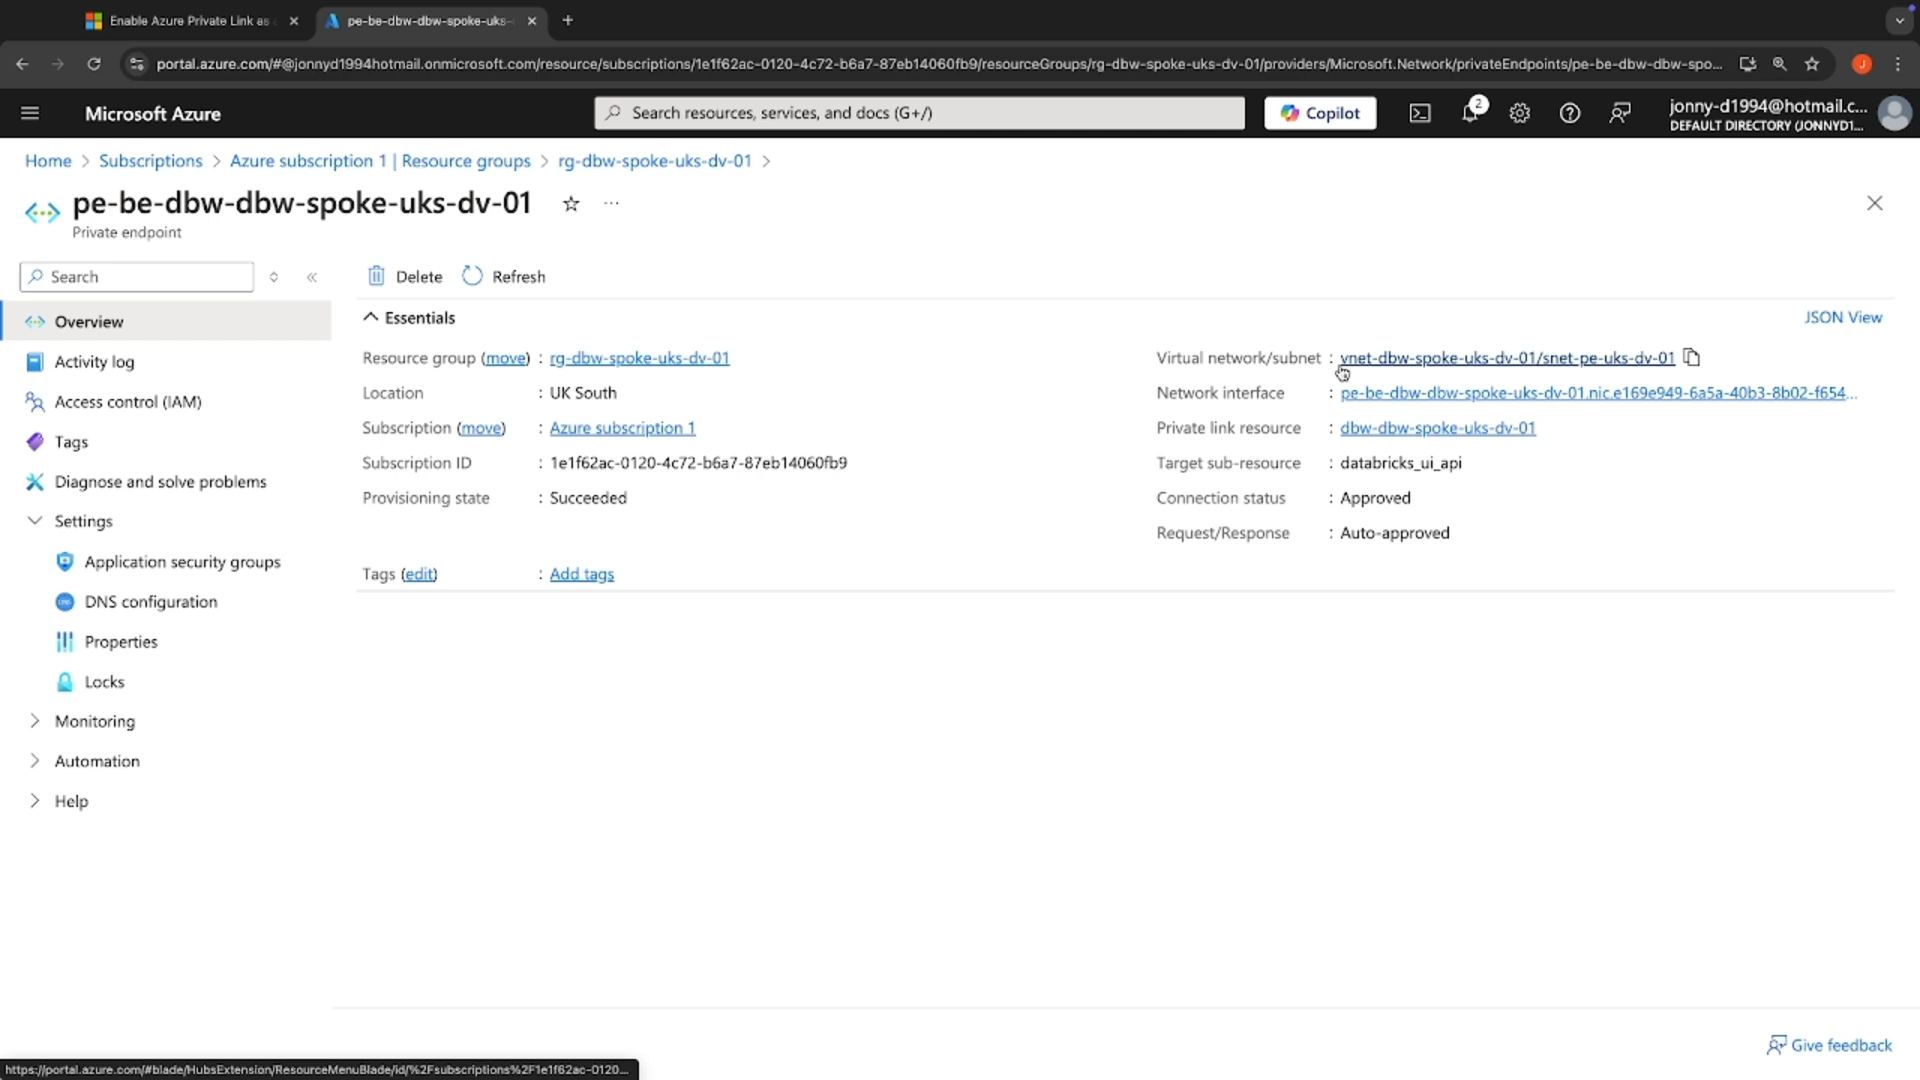 Enable Azure Private Link as
pe-be-dbw-dbw-spoke-uks-
portal.azure.com/#@jonnyd1994hotmail.onmicrosoft.com/resource/subscriptions/1e1f62ac-0120-4c72-b6a7-87eb14060fb9/resourceGroups/rg-dbw-spoke-uks-dv-01/providers/Microsoft.Network/privateEndpoints/pe-be-dbw-dbw-spo...
J
Microsoft Azure
Search resources, services, and docs (G+/)
Copilot
2
jonny-d1994@hotmail.c...
DEFAULT DIRECTORY (JONNYD1...
Home > Subscriptions > Azure subscription 1 | Resource groups > rg-dbw-spoke-uks-dv-01 >
pe-be-dbw-dbw-spoke-uks-dv-01
Private endpoint
Search
Delete
Refresh
Overview
Activity log
Access control (IAM)
Tags
Diagnose and solve problems
Settings
Application security groups
DNS configuration
Properties
Locks
Monitoring
Automation
Help
Essentials
JSON View
Resource group (move) : rg-dbw-spoke-uks-dv-01
Location : UK South
Subscription (move) : Azure subscription 1
Subscription ID : 1e1f62ac-0120-4c72-b6a7-87eb14060fb9
Provisioning state : Succeeded
Virtual network/subnet : vnet-dbw-spoke-uks-dv-01/snet-pe-uks-dv-01
Network interface : pe-be-dbw-dbw-spoke-uks-dv-01.nic.e169e949-6a5a-40b3-8b02-f654...
Private link resource : dbw-dbw-spoke-uks-dv-01
Target sub-resource : databricks_ui_api
Connection status : Approved
Request/Response : Auto-approved
Tags (edit) : Add tags
Give feedback
https://portal.azure.com/#blade/HubsExtension/ResourceMenuBlade/id/%2Fsubscriptions%2F1e1f62ac-0120...